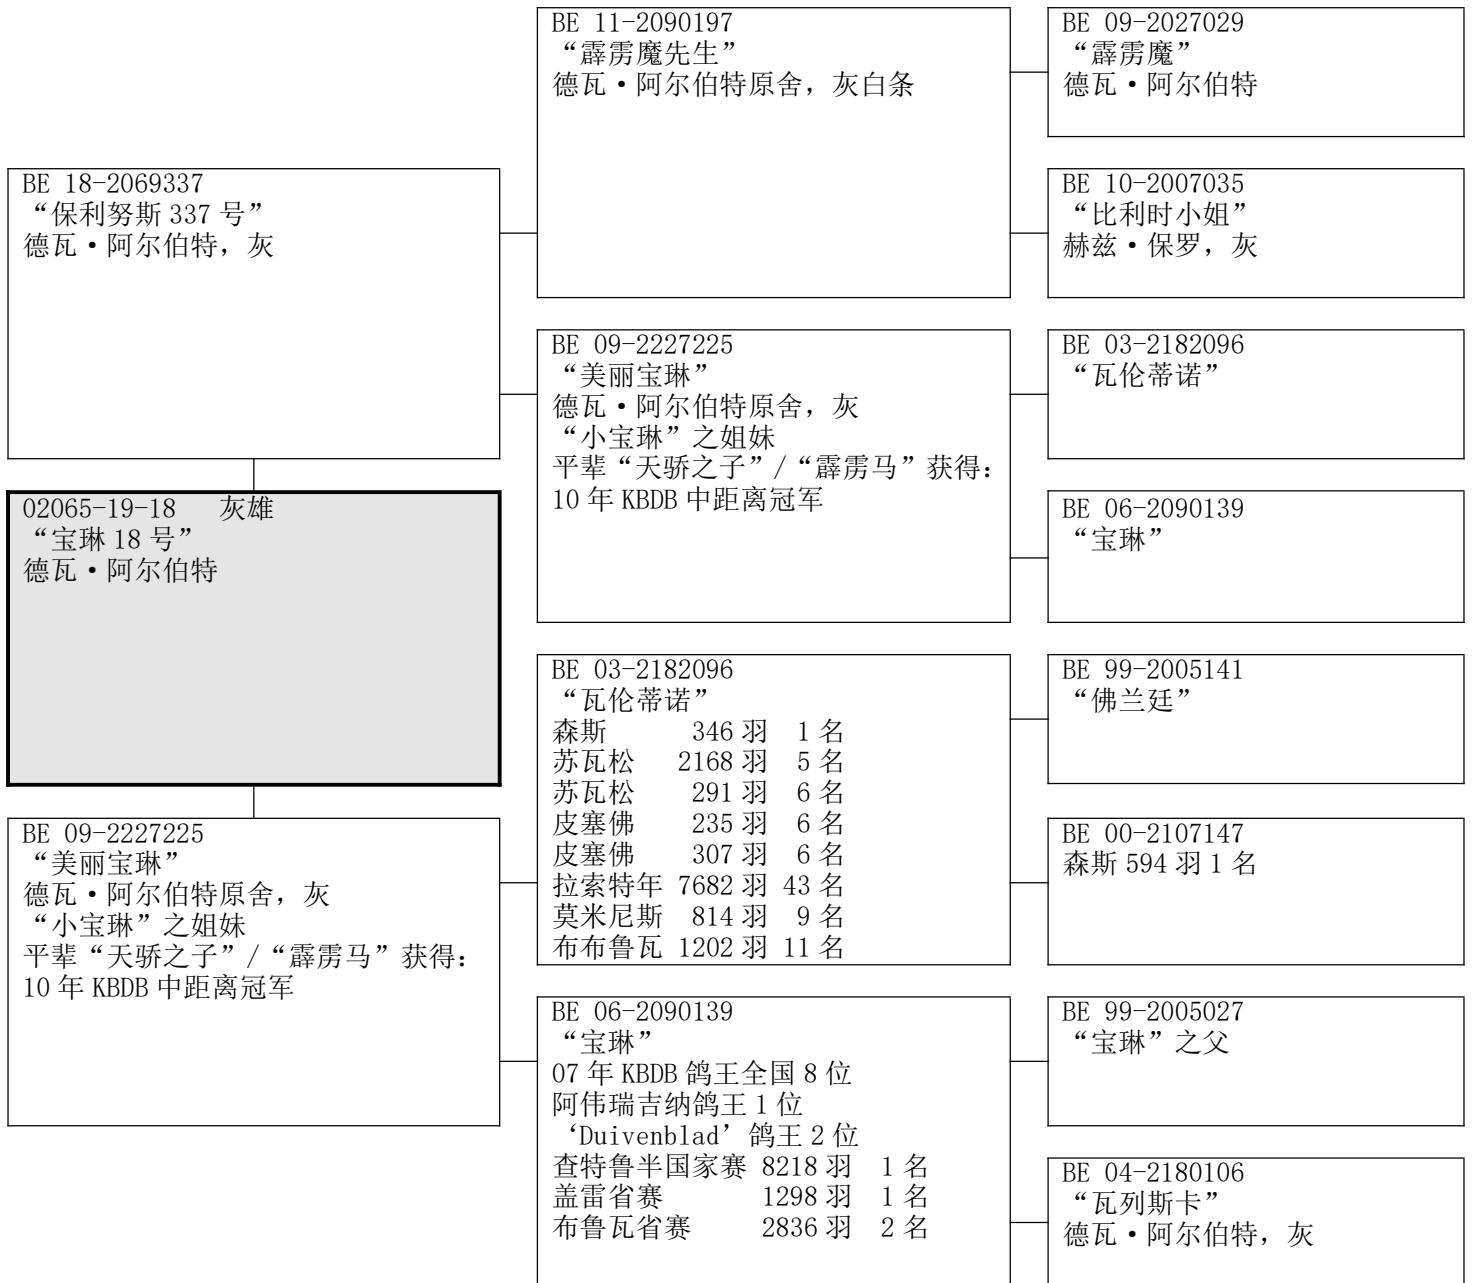 BE 11-2090197
“霹雳魔先生”
德瓦·阿尔伯特原舍，灰白条
BE 09-2027029
“霹雳魔”
德瓦·阿尔伯特
BE 18-2069337
“保利努斯 337 号”
德瓦·阿尔伯特，灰
BE 10-2007035
“比利时小姐”
赫兹·保罗，灰
BE 09-2227225
“美丽宝琳”
德瓦·阿尔伯特原舍，灰
“小宝琳”之姐妹
平辈“天骄之子”/“霹雳马”获得：
10 年 KBDB 中距离冠军
BE 03-2182096
“瓦伦蒂诺”
02065-19-18 灰雄
“宝琳 18 号”
德瓦·阿尔伯特
BE 06-2090139
“宝琳”
BE 03-2182096
“瓦伦蒂诺”
森斯 346 羽 1 名
苏瓦松 2168 羽 5 名
苏瓦松 291 羽 6 名
皮塞佛 235 羽 6 名
皮塞佛 307 羽 6 名
拉索特年 7682 羽 43 名
莫米尼斯 814 羽 9 名
布布鲁瓦 1202 羽 11 名
BE 99-2005141
“佛兰廷”
BE 09-2227225
“美丽宝琳”
德瓦·阿尔伯特原舍，灰
“小宝琳”之姐妹
平辈“天骄之子”/“霹雳马”获得：
10 年 KBDB 中距离冠军
BE 00-2107147
森斯 594 羽 1 名
BE 06-2090139
“宝琳”
07 年 KBDB 鸽王全国 8 位
阿伟瑞吉纳鸽王 1 位
‘Duivenblad’鸽王 2 位
查特鲁半国家赛 8218 羽 1 名
盖雷省赛 1298 羽 1 名
布鲁瓦省赛 2836 羽 2 名
BE 99-2005027
“宝琳”之父
BE 04-2180106
“瓦列斯卡”
德瓦·阿尔伯特，灰